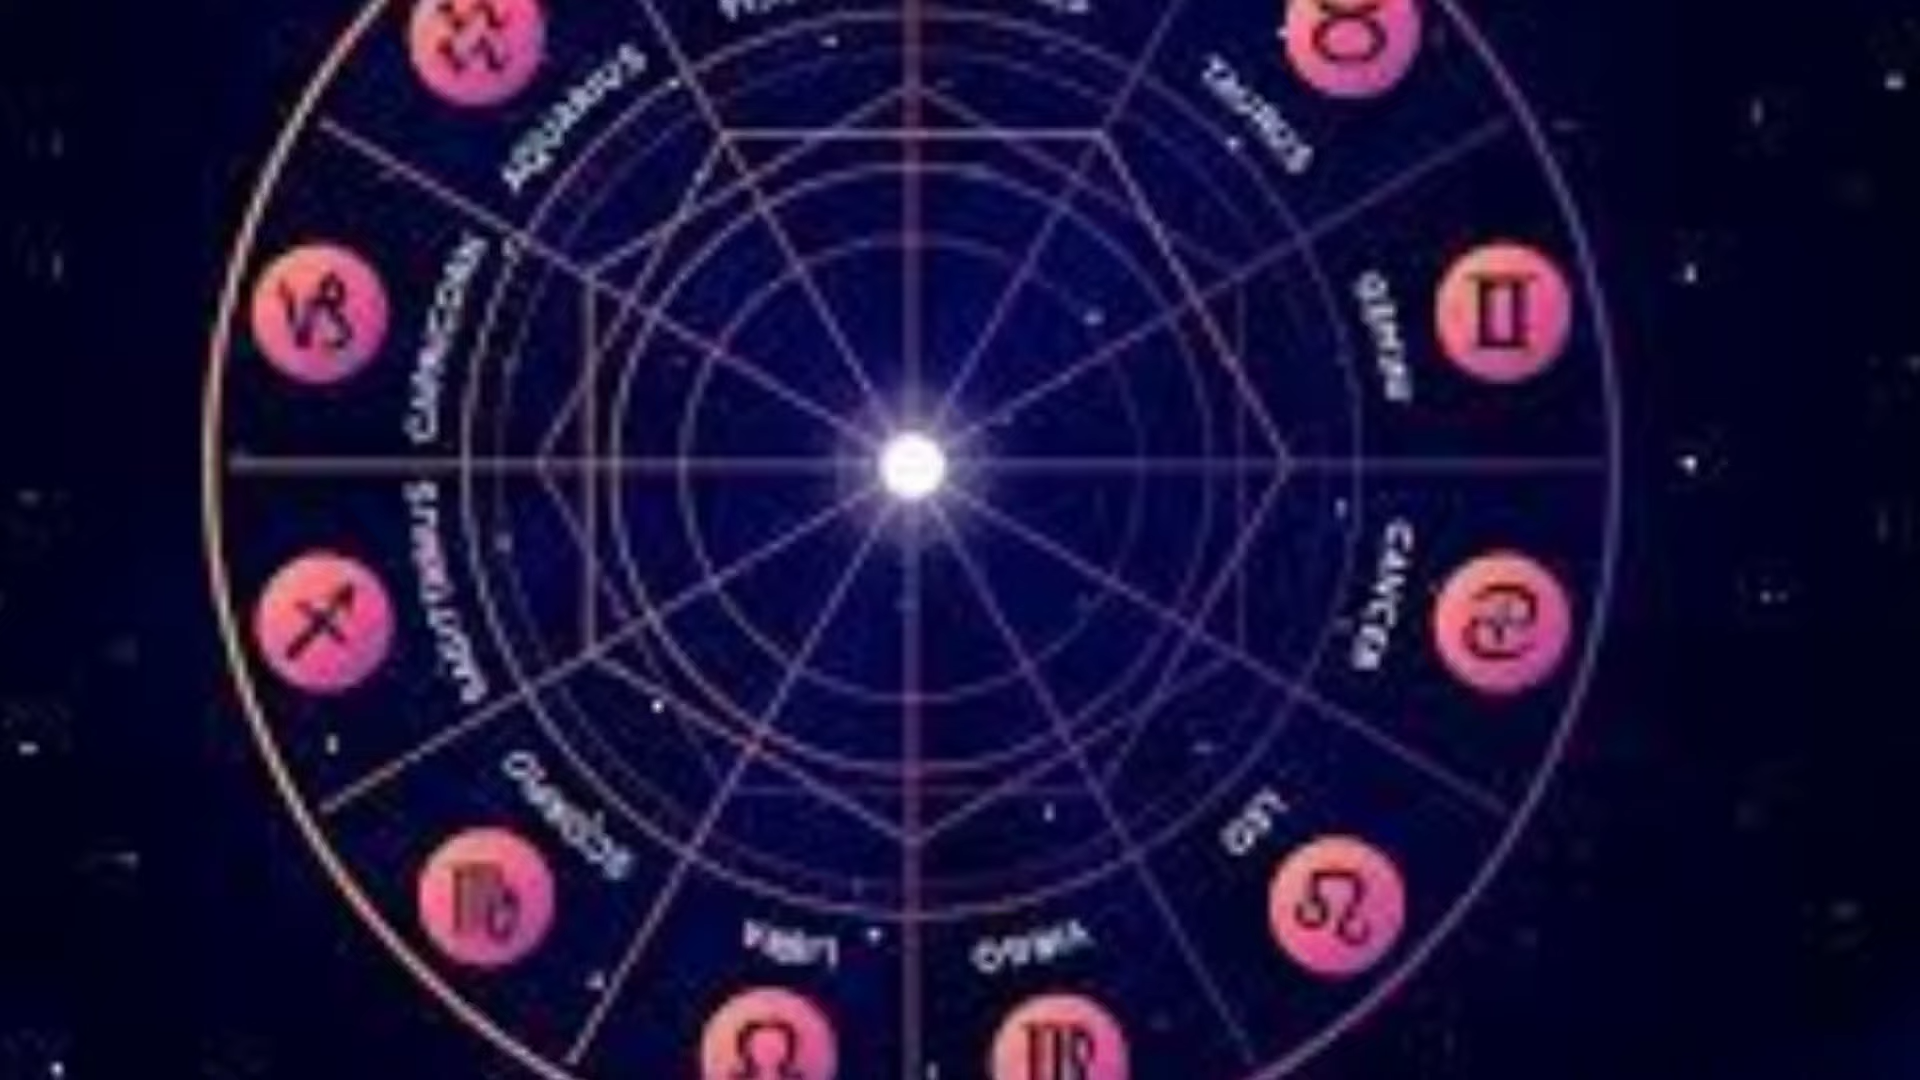 AQUARIUS
TAURUS
CAPRICORN
GEMINI
SAGITTARIUS
CANCER
SCORPIO
LEO
LIBRA
VIRGO